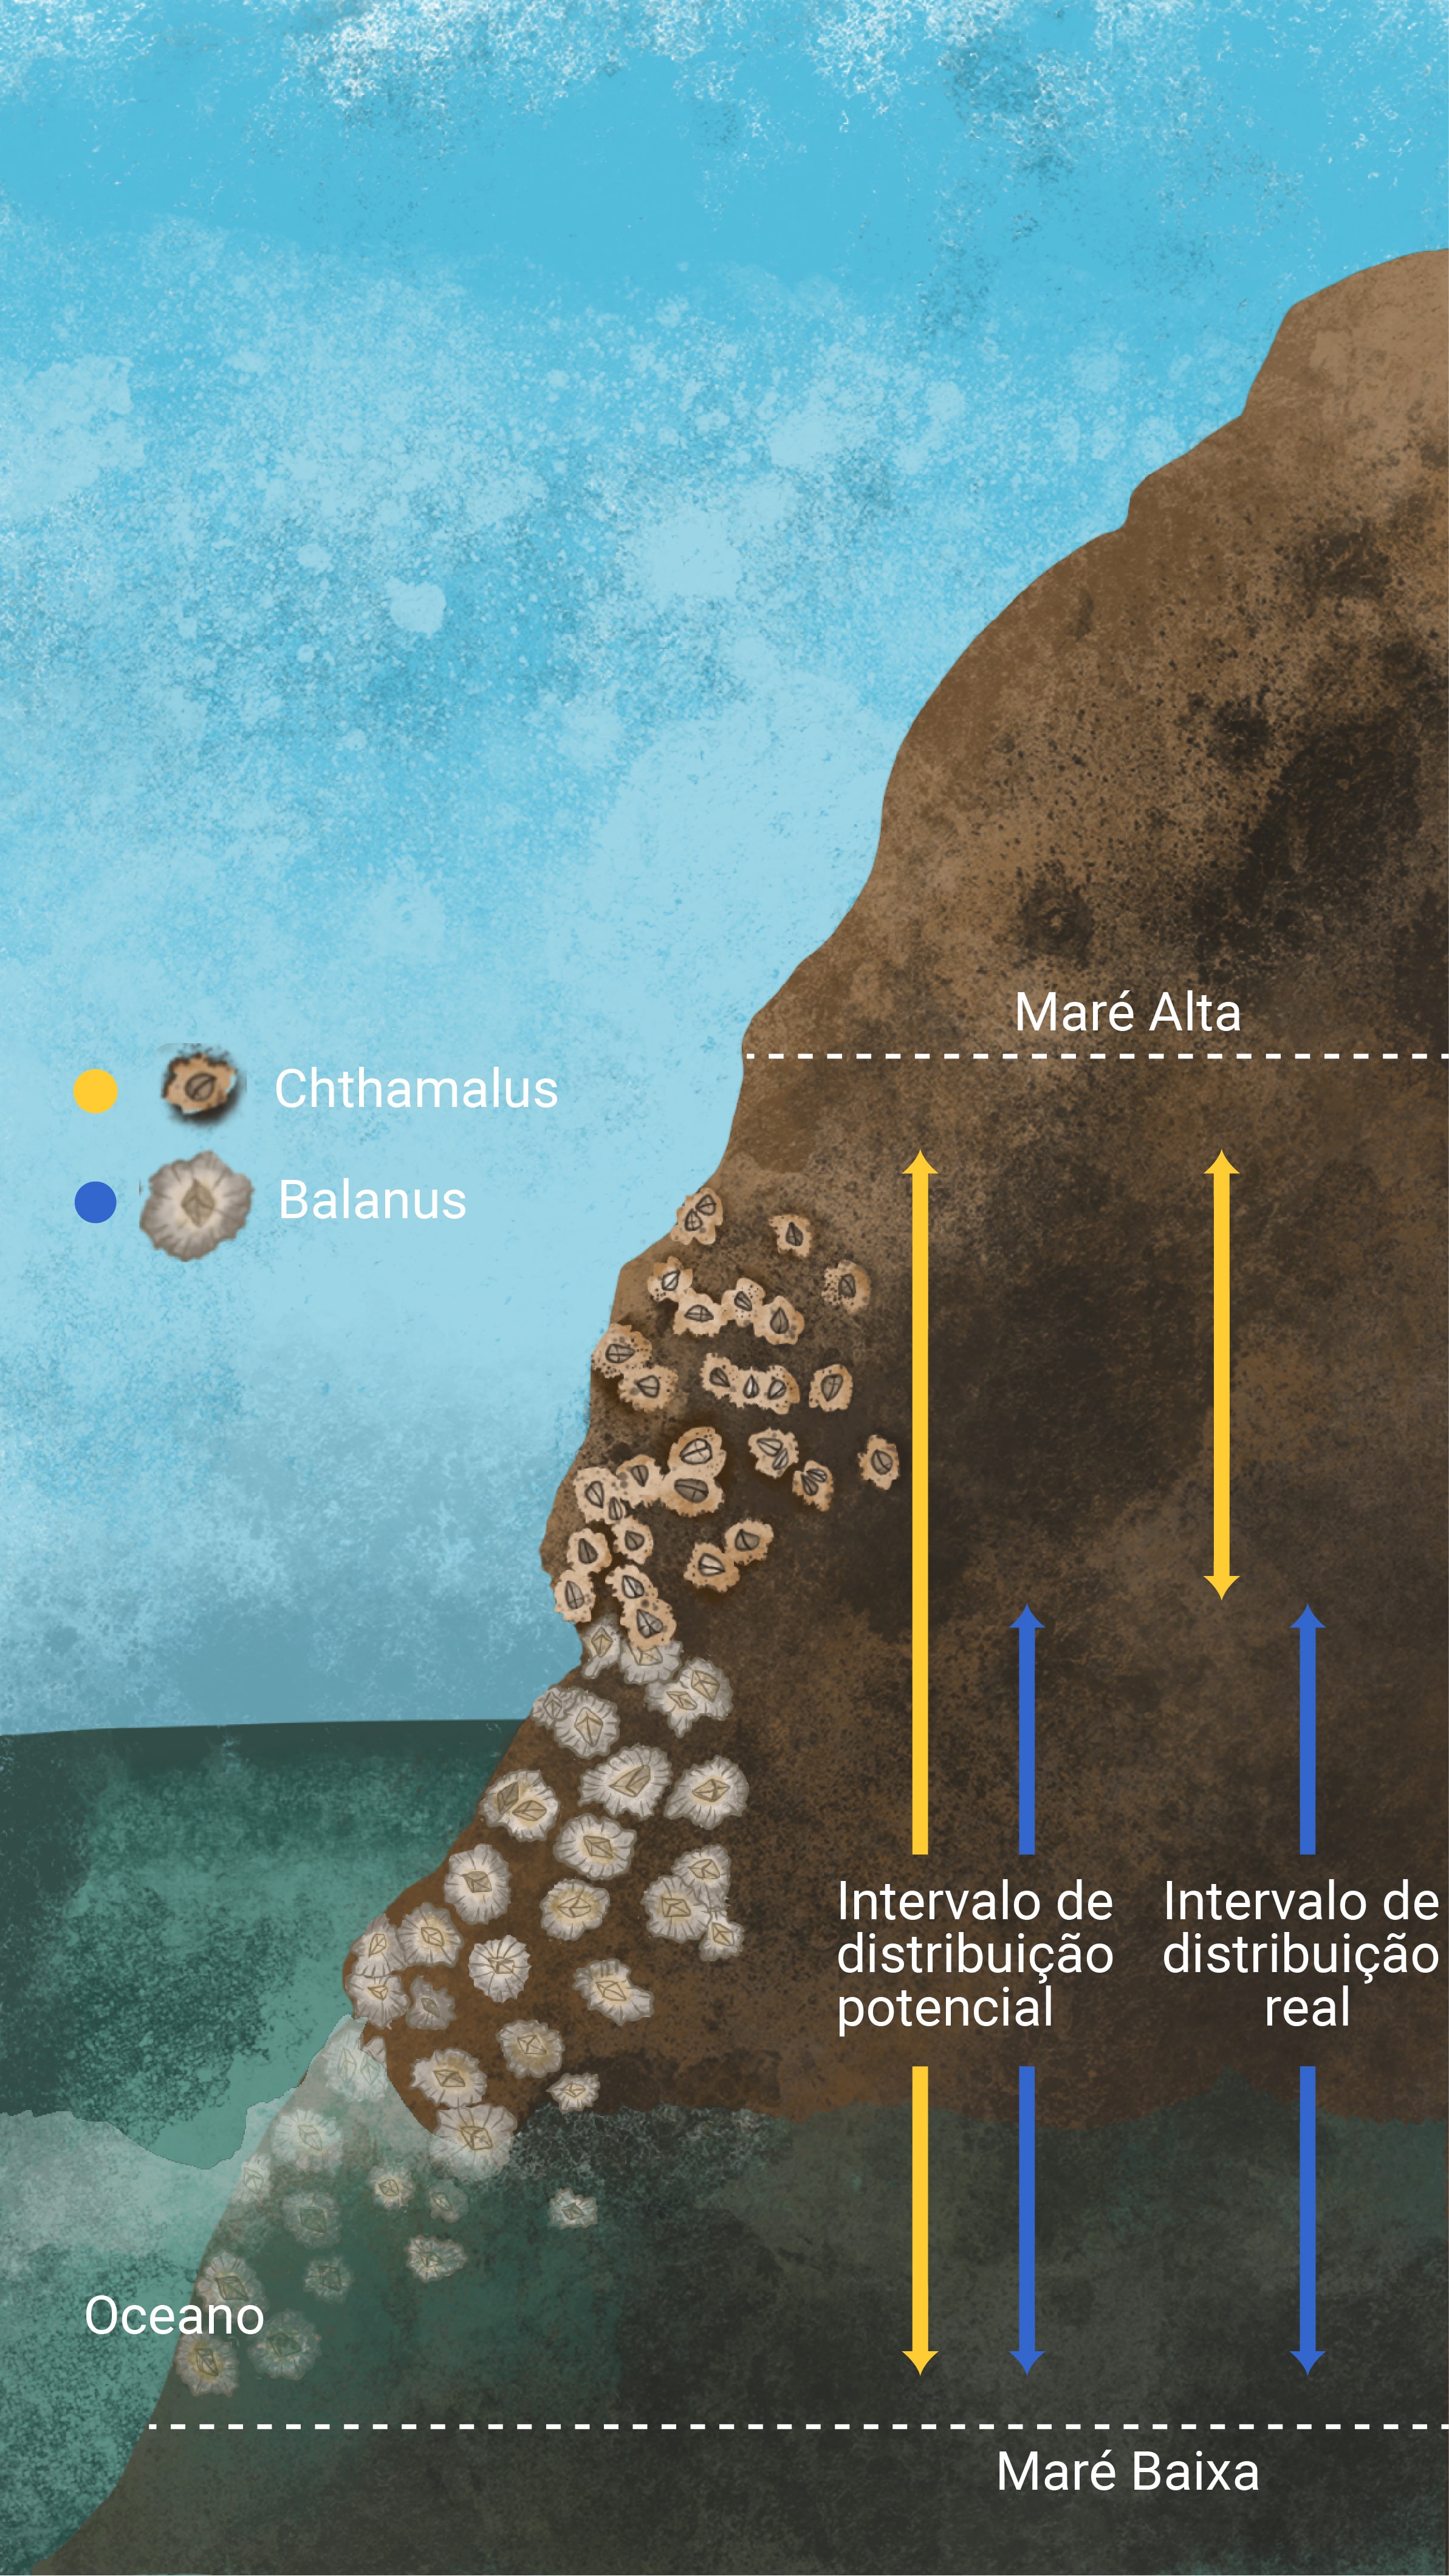 Maré Alta
Chthamalus
Balanus
Intervalo de
distribuição
potencial
Intervalo de
distribuição
real
Oceano
Maré Baixa